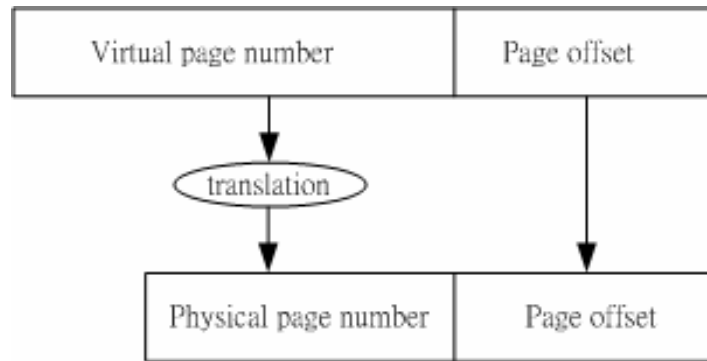 Virtual page number
Page offset
translation
Physical page number
Page offset